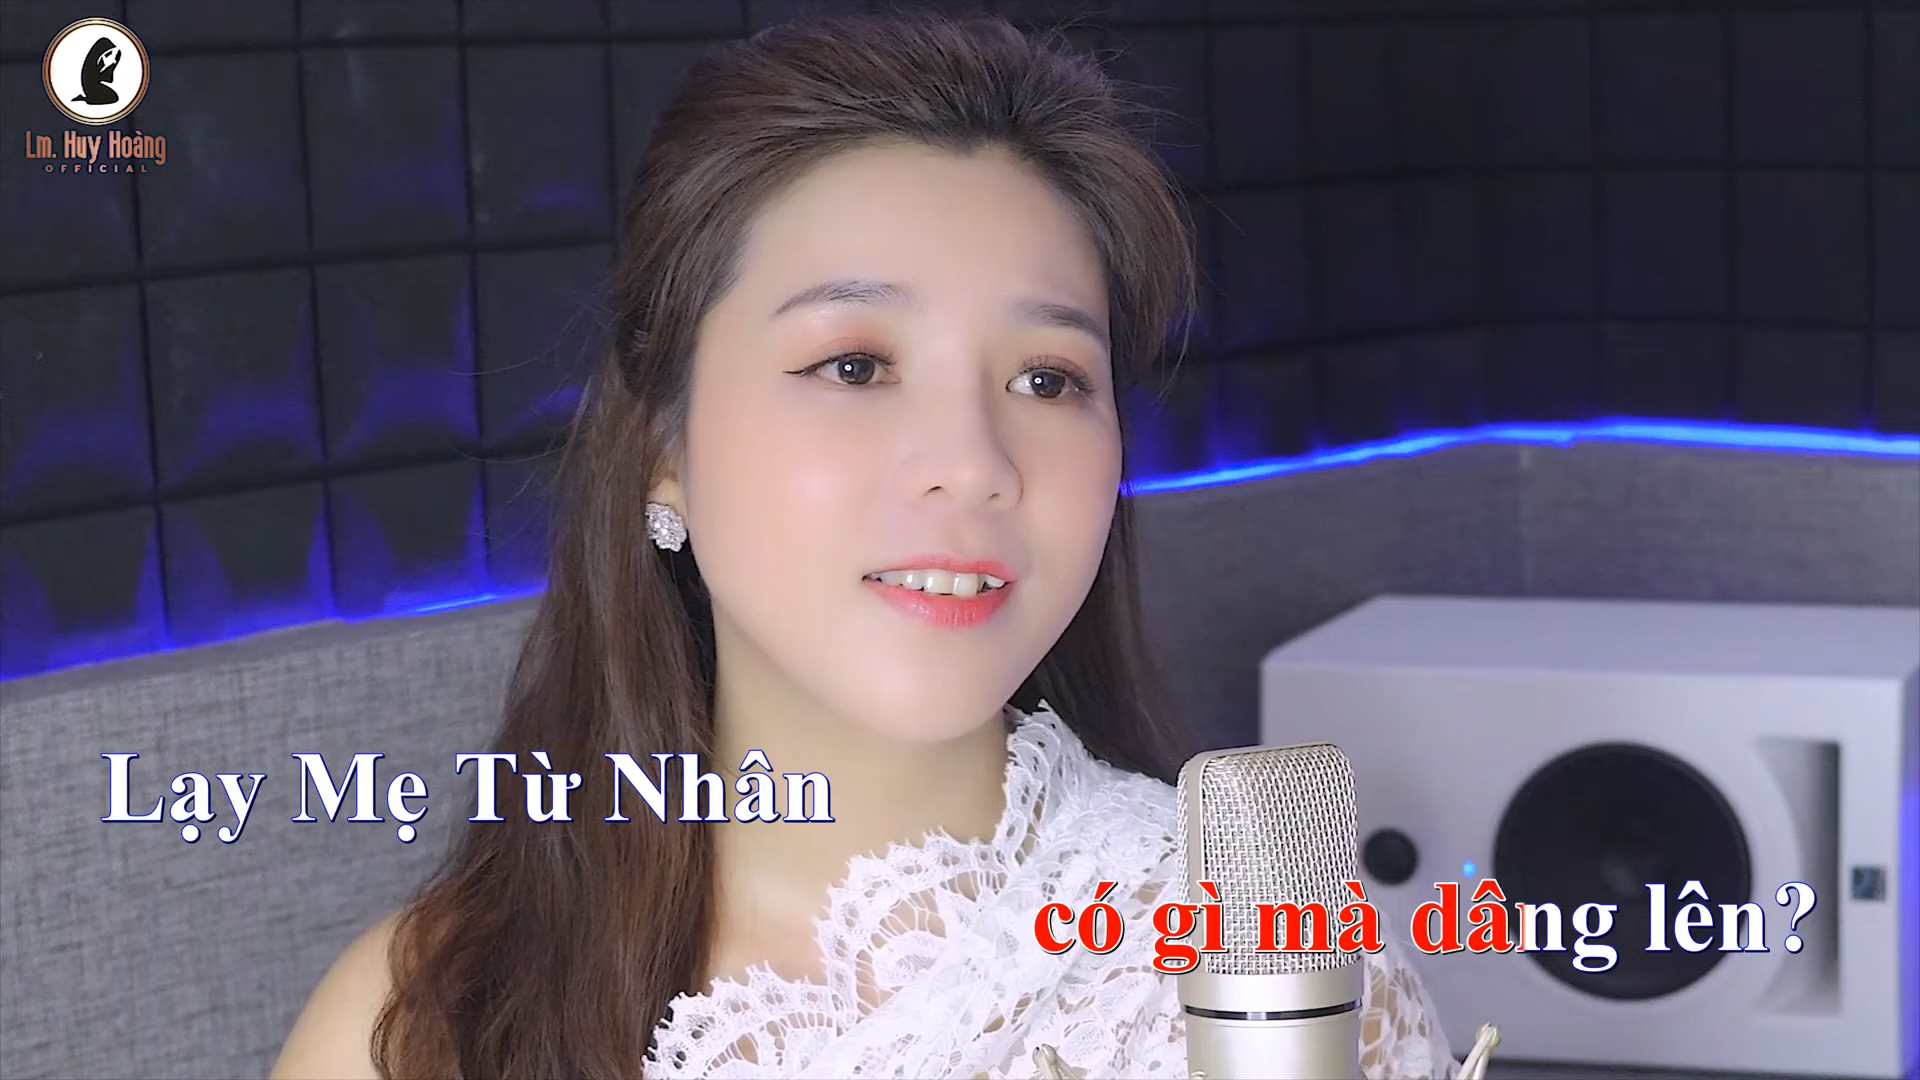 Lm. Huy Hoàng
OFFICIAL
Lạy Mẹ Từ Nhân
có gì mà dâng lên?